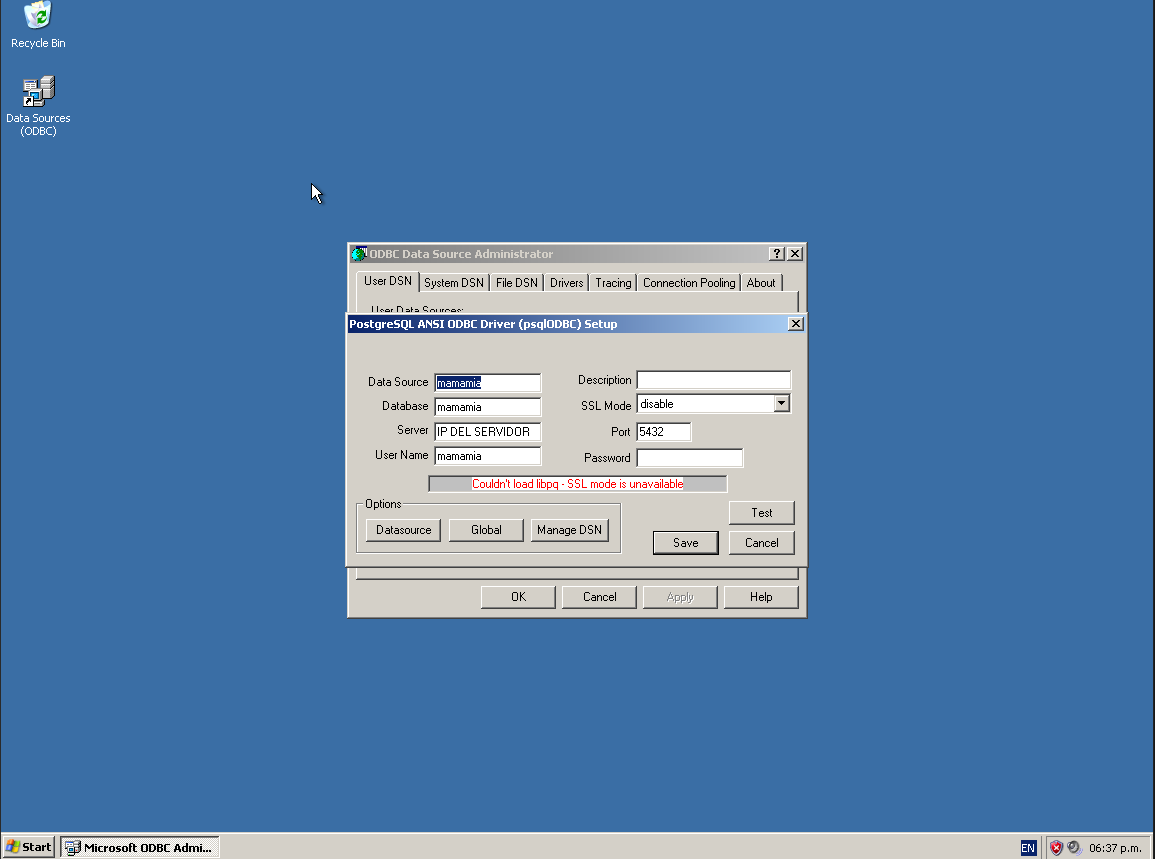 Recycle Bin
Data Sources
(ODBC)
ODBC Data Source Administrator
User DSN System DSN File DSN Drivers Tracing Connection Pooling About
User Data Sources:
PostgreSQL ANSI ODBC Driver (psqlODBC) Setup
Data Source mamamia Description
Database mamamia SSL Mode disable
Server IP DEL SERVIDOR Port 5432
User Name mamamia Password
Couldn't load libpq - SSL mode is unavailable
Options
Test
Datasource Global Manage DSN
Save Cancel
OK Cancel Apply Help
Start Microsoft ODBC Admi... EN 06:37 p.m.